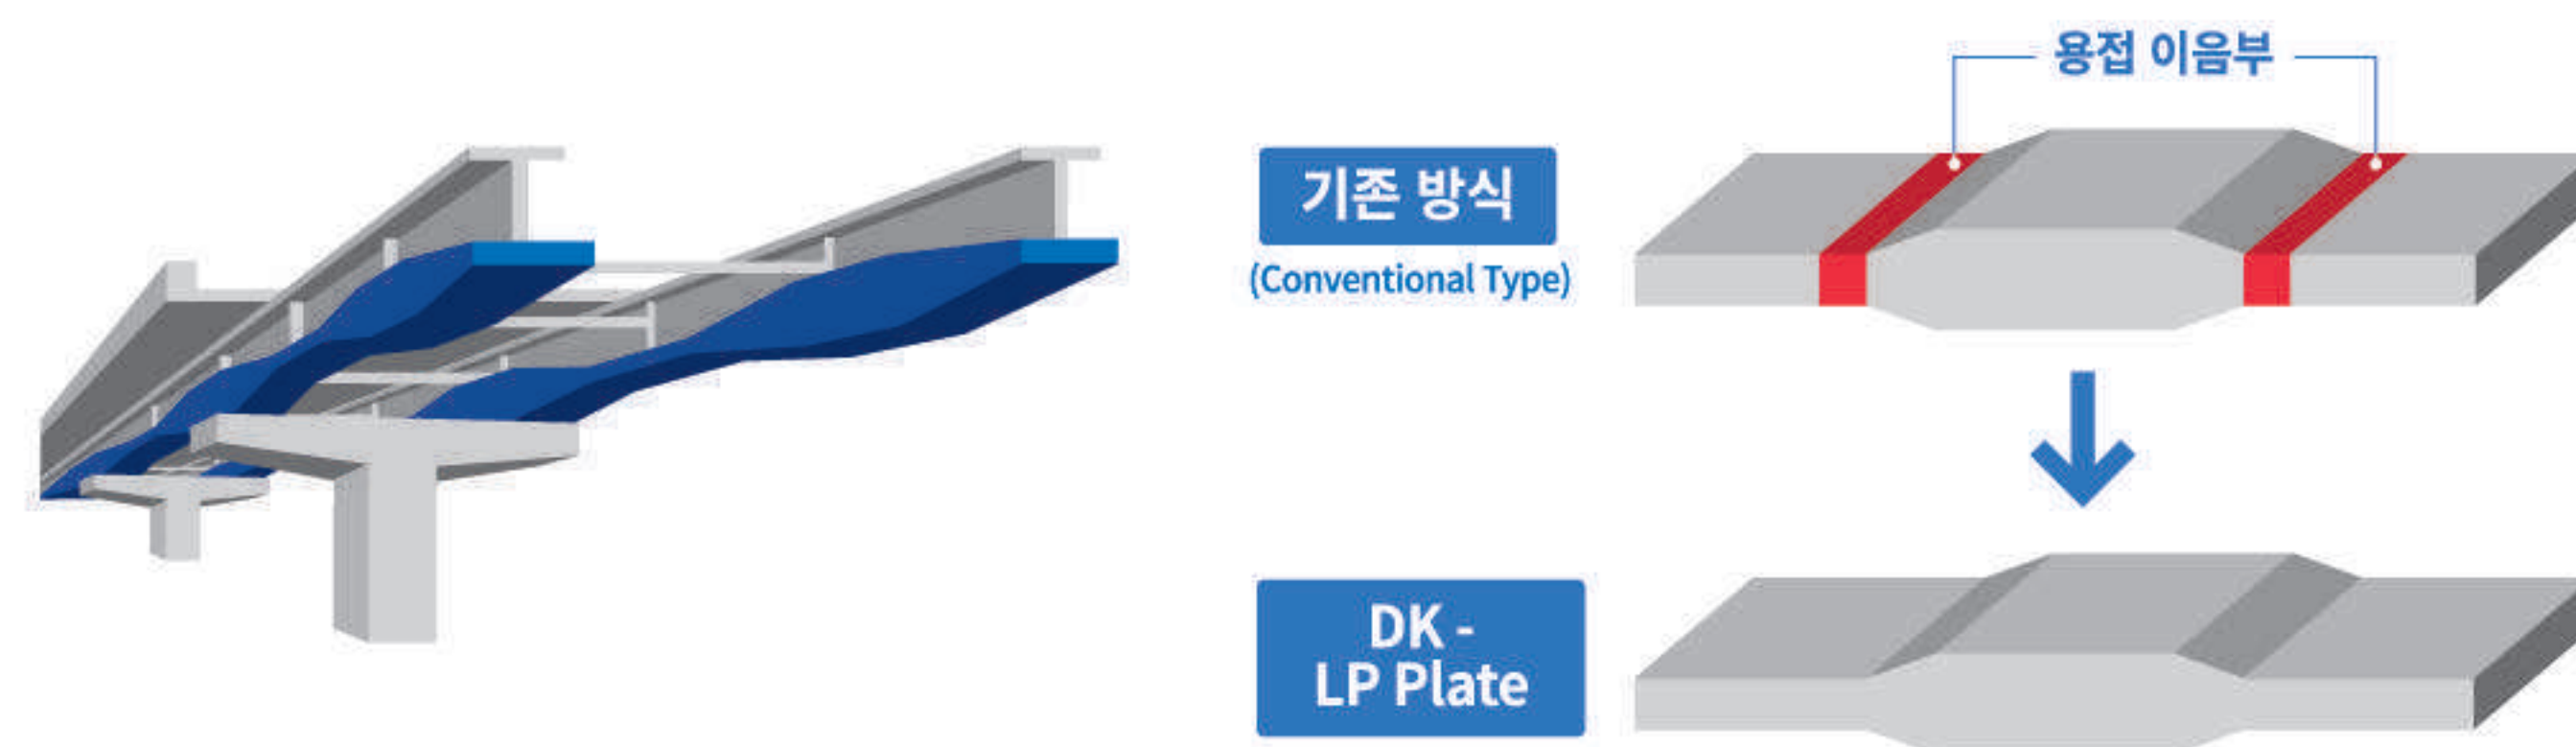 용접 이음부
기존 방식
(Conventional Type)
DK -
LP Plate